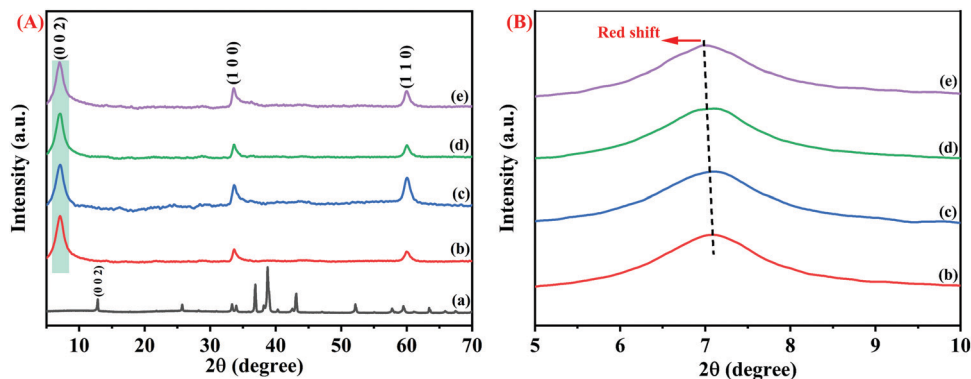 (A)
Intensity (a.u.)
(0 0 2)
(1 0 0)
(1 1 0)
(e)
(d)
(c)
(b)
(0 0 2)
(a)
10 20 30 40 50 60 70
2θ (degree)
(B)
Intensity (a.u.)
Red shift
(e)
(d)
(c)
(b)
5 6 7 8 9 10
2θ (degree)